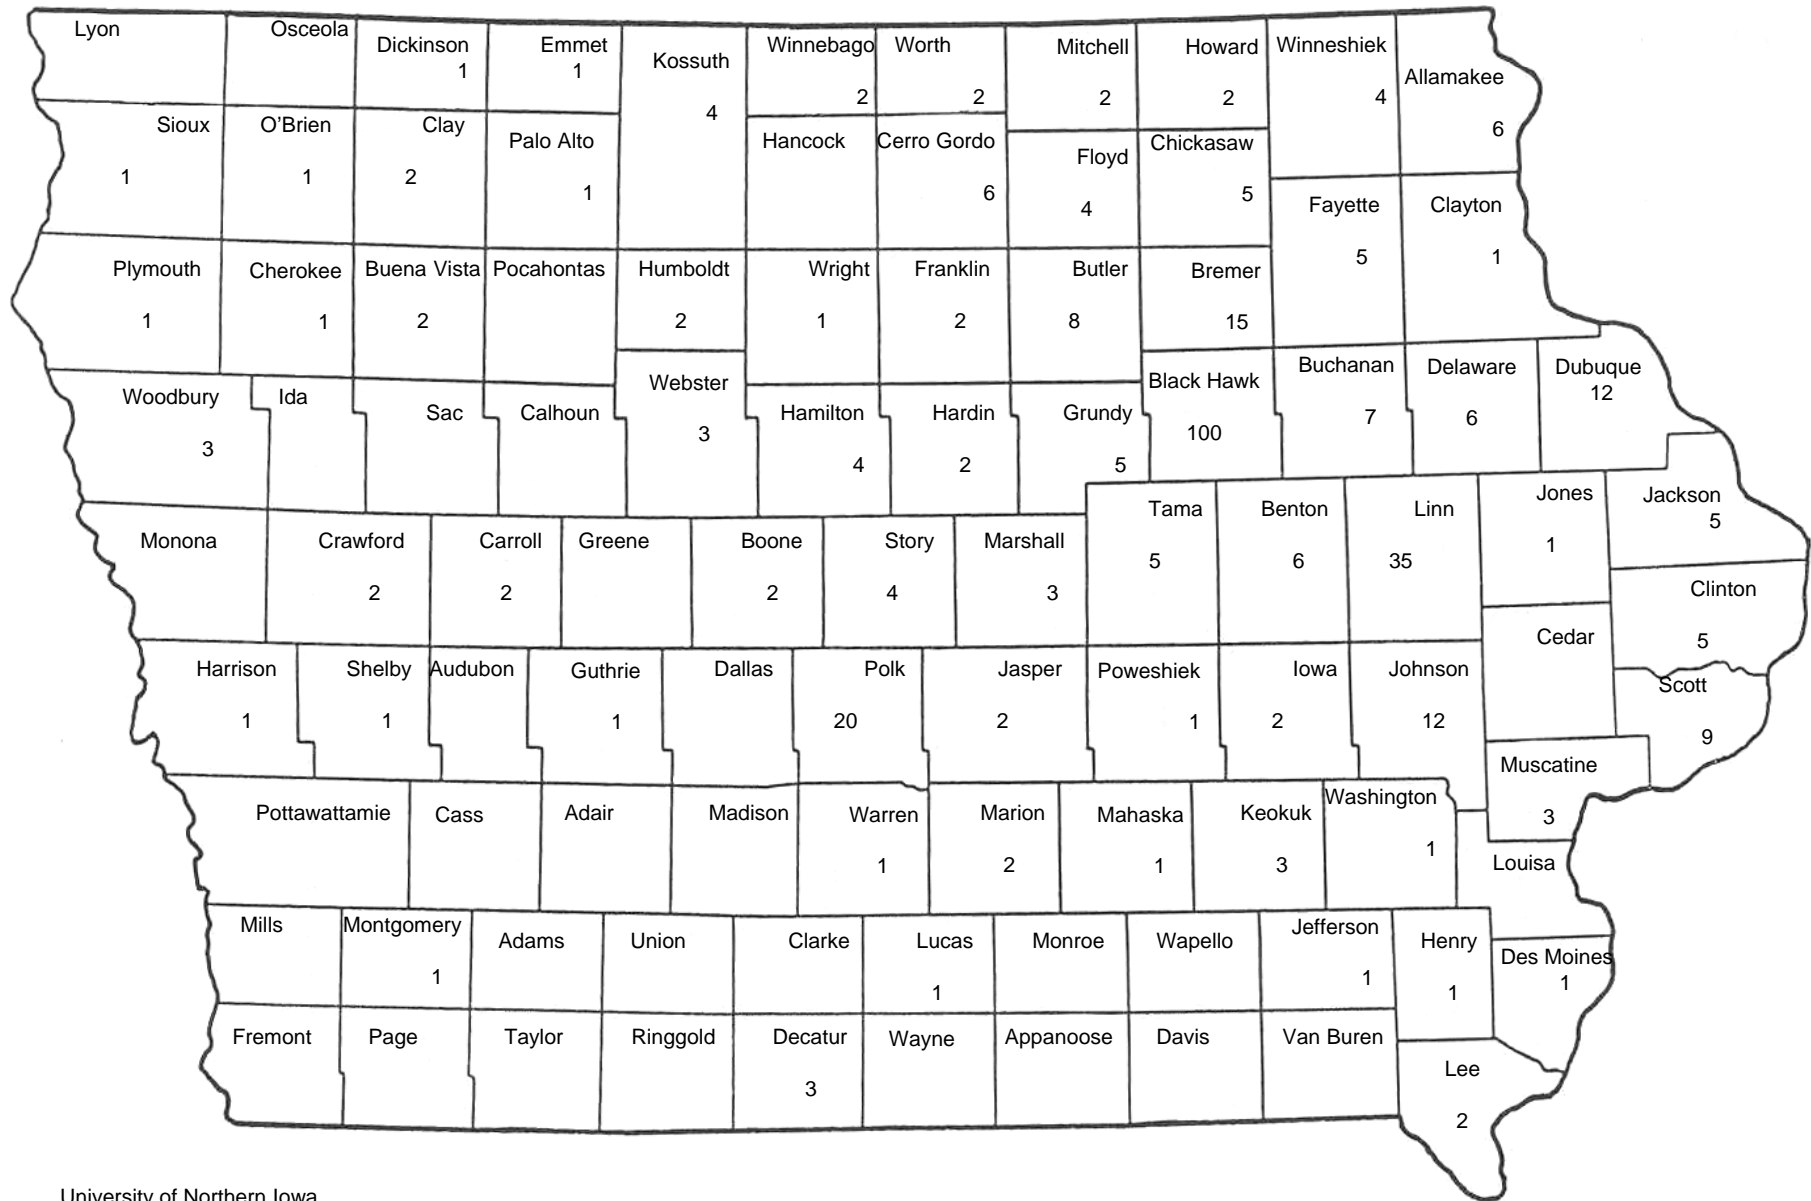 Lyon
Osceola
Dickinson
1
Emmet
1
Kossuth
4
Winnebago
2
Worth
2
Mitchell
2
Howard
2
Winneshiek
4
Allamakee
6
Sioux
1
O'Brien
1
Clay
2
Palo Alto
1
Hancock
Cerro Gordo
6
Floyd
4
Chickasaw
5
Fayette
5
Clayton
1
Plymouth
1
Cherokee
1
Buena Vista
2
Pocahontas
Humboldt
2
Wright
1
Franklin
2
Butler
8
Bremer
15
Woodbury
3
Ida
Sac
Calhoun
Webster
3
Hamilton
4
Hardin
2
Grundy
5
Black Hawk
100
Buchanan
7
Delaware
6
Dubuque
12
Monona
Crawford
2
Carroll
2
Greene
Boone
2
Story
4
Marshall
3
Tama
5
Benton
6
Linn
35
Jones
1
Jackson
5
Clinton
5
Cedar
Harrison
1
Shelby
1
Audubon
Guthrie
1
Dallas
Polk
20
Jasper
2
Poweshiek
1
Iowa
2
Johnson
12
Scott
9
Muscatine
3
Pottawattamie
Cass
Adair
Madison
Warren
1
Marion
2
Mahaska
1
Keokuk
3
Washington
1
Louisa
Mills
Montgomery
1
Adams
Union
Clarke
Lucas
1
Monroe
Wapello
Jefferson
1
Henry
1
Des Moines
1
Fremont
Page
Taylor
Ringgold
Decatur
3
Wayne
Appanoose
Davis
Van Buren
Lee
2
University of Northern Iowa